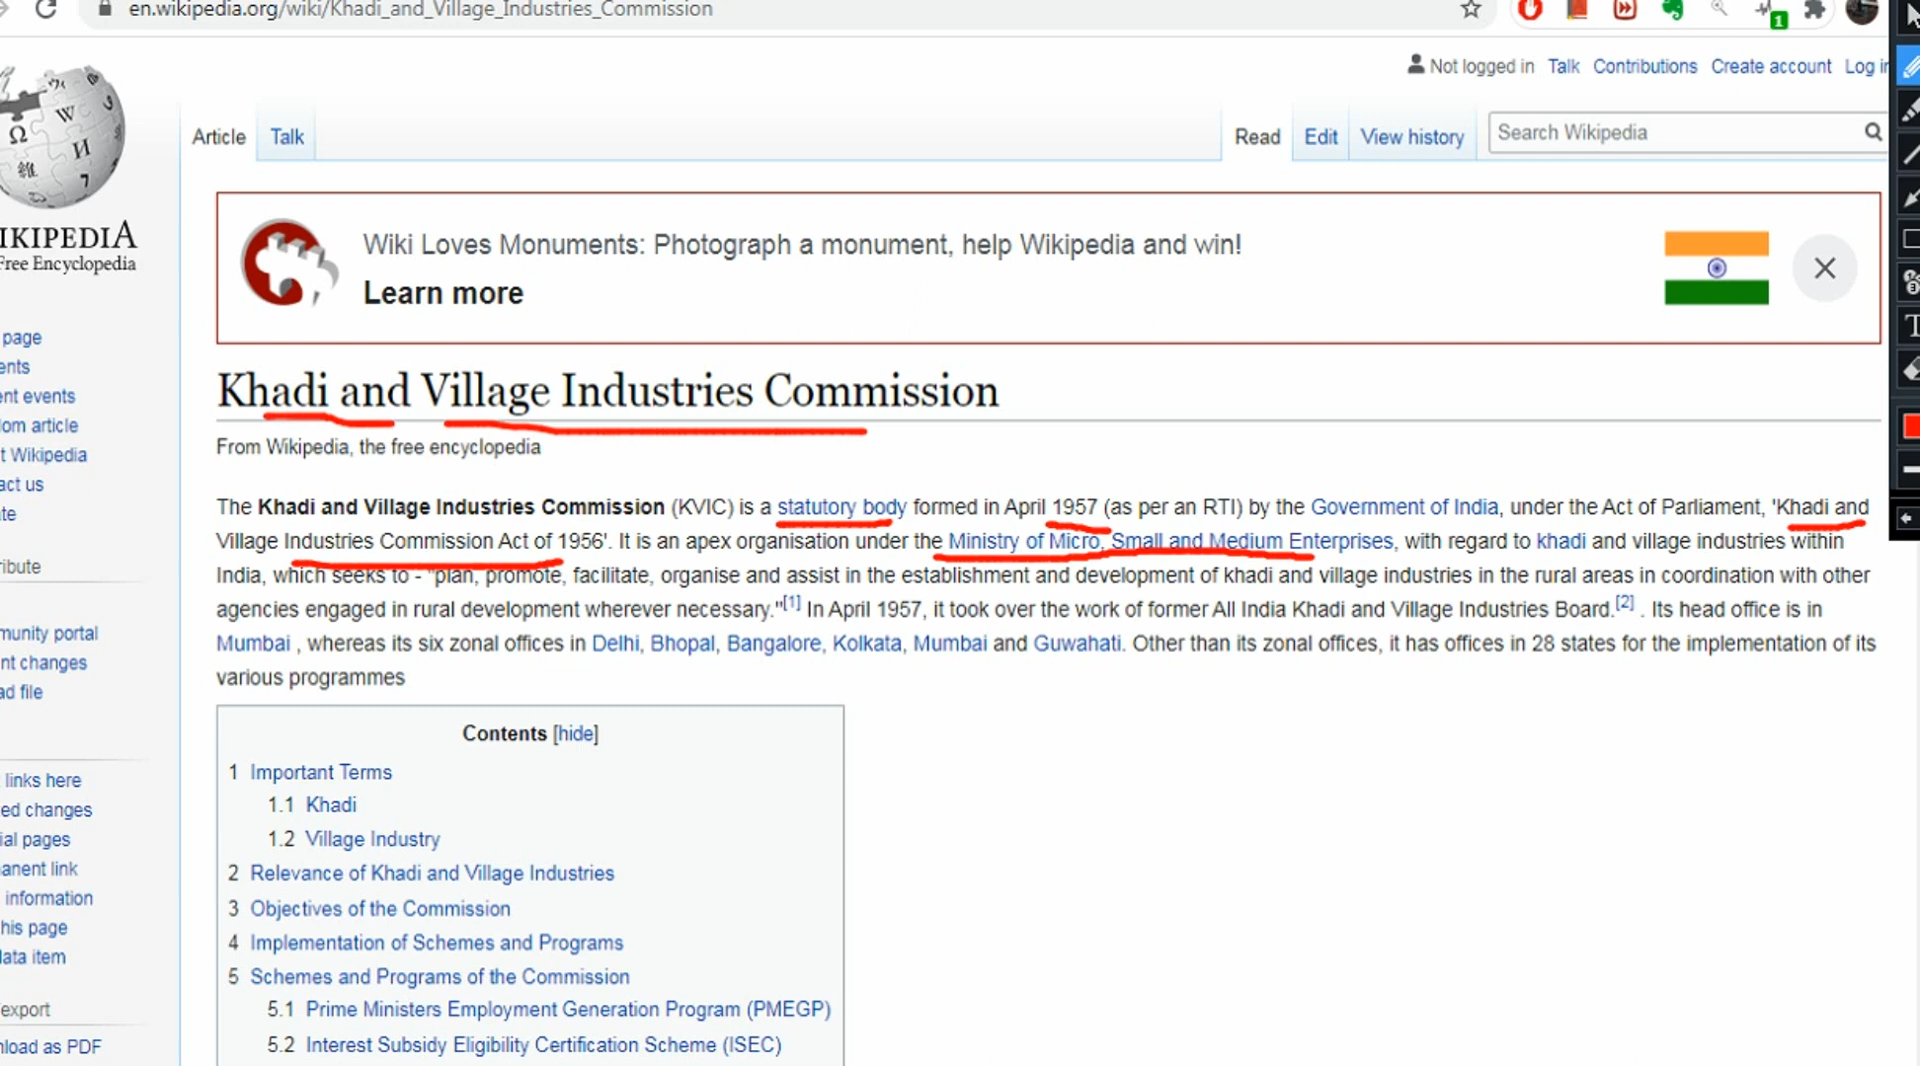 en.wikipedia.org/wiki/Khadi_and_Village_Industries_Commission
1
Not logged in Talk Contributions Create account Log in
Article Talk Read Edit View history Search Wikipedia
Wiki Loves Monuments: Photograph a monument, help Wikipedia and win!
Learn more
IKIPEDIA
Free Encyclopedia
page
ents
nt events
lom article
t Wikipedia
act us
te
ribute
munity portal
nt changes
ad file
links here
ed changes
ial pages
anent link
information
his page
data item
export
nload as PDF
Khadi and Village Industries Commission
From Wikipedia, the free encyclopedia
The Khadi and Village Industries Commission (KVIC) is a statutory body formed in April 1957 (as per an RTI) by the Government of India, under the Act of Parliament, 'Khadi and
Village Industries Commission Act of 1956'. It is an apex organisation under the Ministry of Micro, Small and Medium Enterprises, with regard to khadi and village industries within
India, which seeks to - "plan, promote, facilitate, organise and assist in the establishment and development of khadi and village industries in the rural areas in coordination with other
agencies engaged in rural development wherever necessary."[1] In April 1957, it took over the work of former All India Khadi and Village Industries Board.[2] . Its head office is in
Mumbai , whereas its six zonal offices in Delhi, Bhopal, Bangalore, Kolkata, Mumbai and Guwahati. Other than its zonal offices, it has offices in 28 states for the implementation of its
various programmes
Contents [hide]
1 Important Terms
1.1 Khadi
1.2 Village Industry
2 Relevance of Khadi and Village Industries
3 Objectives of the Commission
4 Implementation of Schemes and Programs
5 Schemes and Programs of the Commission
5.1 Prime Ministers Employment Generation Program (PMEGP)
5.2 Interest Subsidy Eligibility Certification Scheme (ISEC)